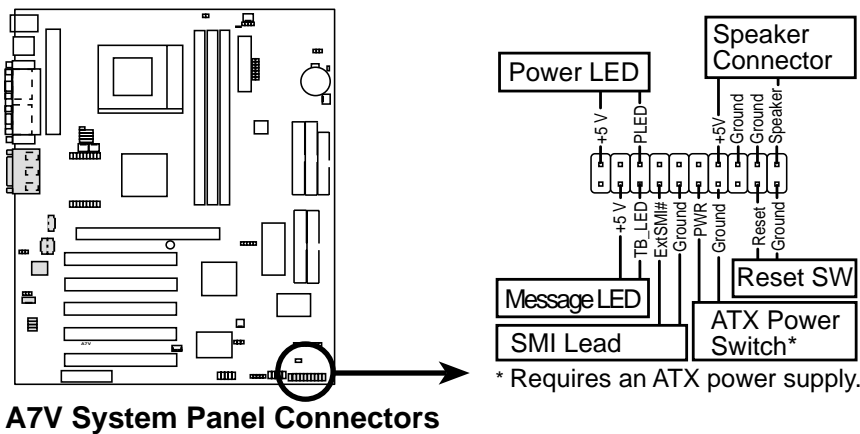 Power LED
Speaker
Connector
+5 V
PLED
+5V
Ground
Ground
Speaker
+5 V
TB_LED
ExtSMI#
Ground
PWR
Ground
Reset
Ground
Reset SW
Message LED
SMI Lead
ATX Power
Switch*
* Requires an ATX power supply.
A7V
A7V System Panel Connectors